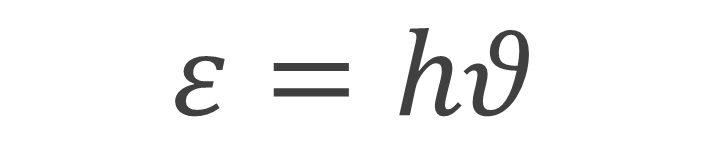 ε = hϑ